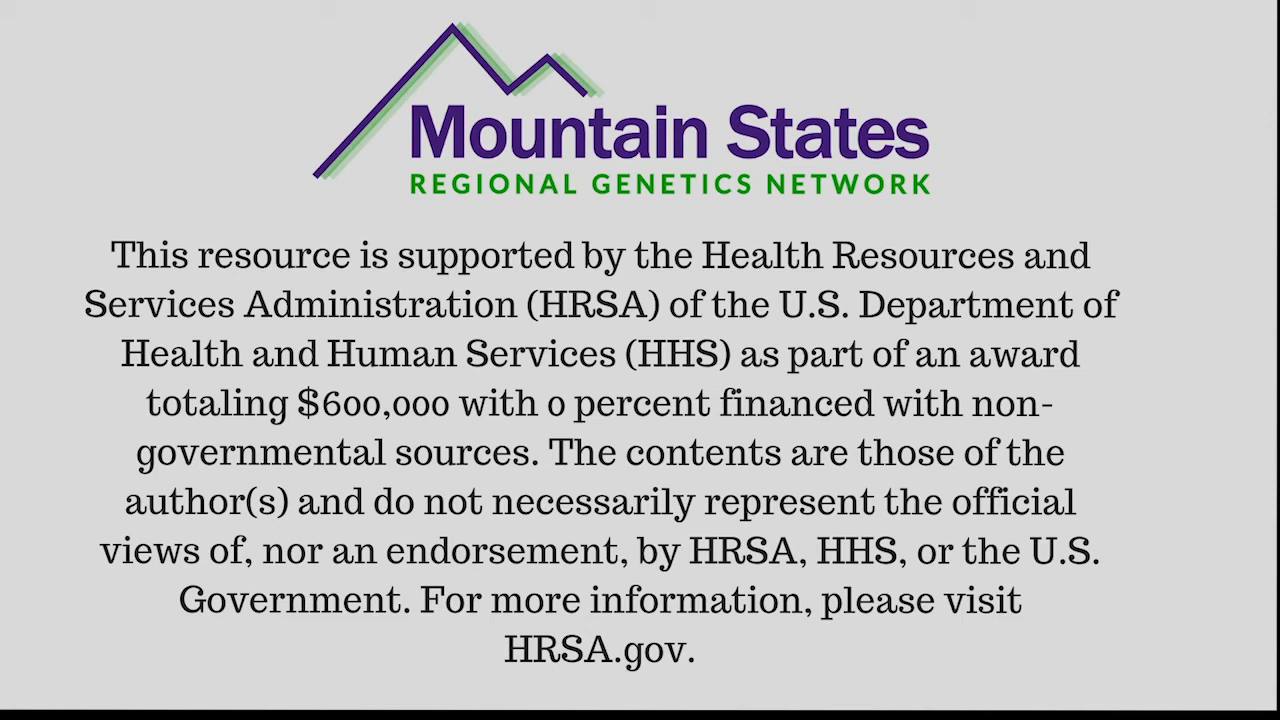 Mountain States
REGIONAL GENETICS NETWORK
This resource is supported by the Health Resources and
Services Administration (HRSA) of the U.S. Department of
Health and Human Services (HHS) as part of an award
totaling $600,000 with 0 percent financed with non-
governmental sources. The contents are those of the
author(s) and do not necessarily represent the official
views of, nor an endorsement, by HRSA, HHS, or the U.S.
Government. For more information, please visit
HRSA.gov.